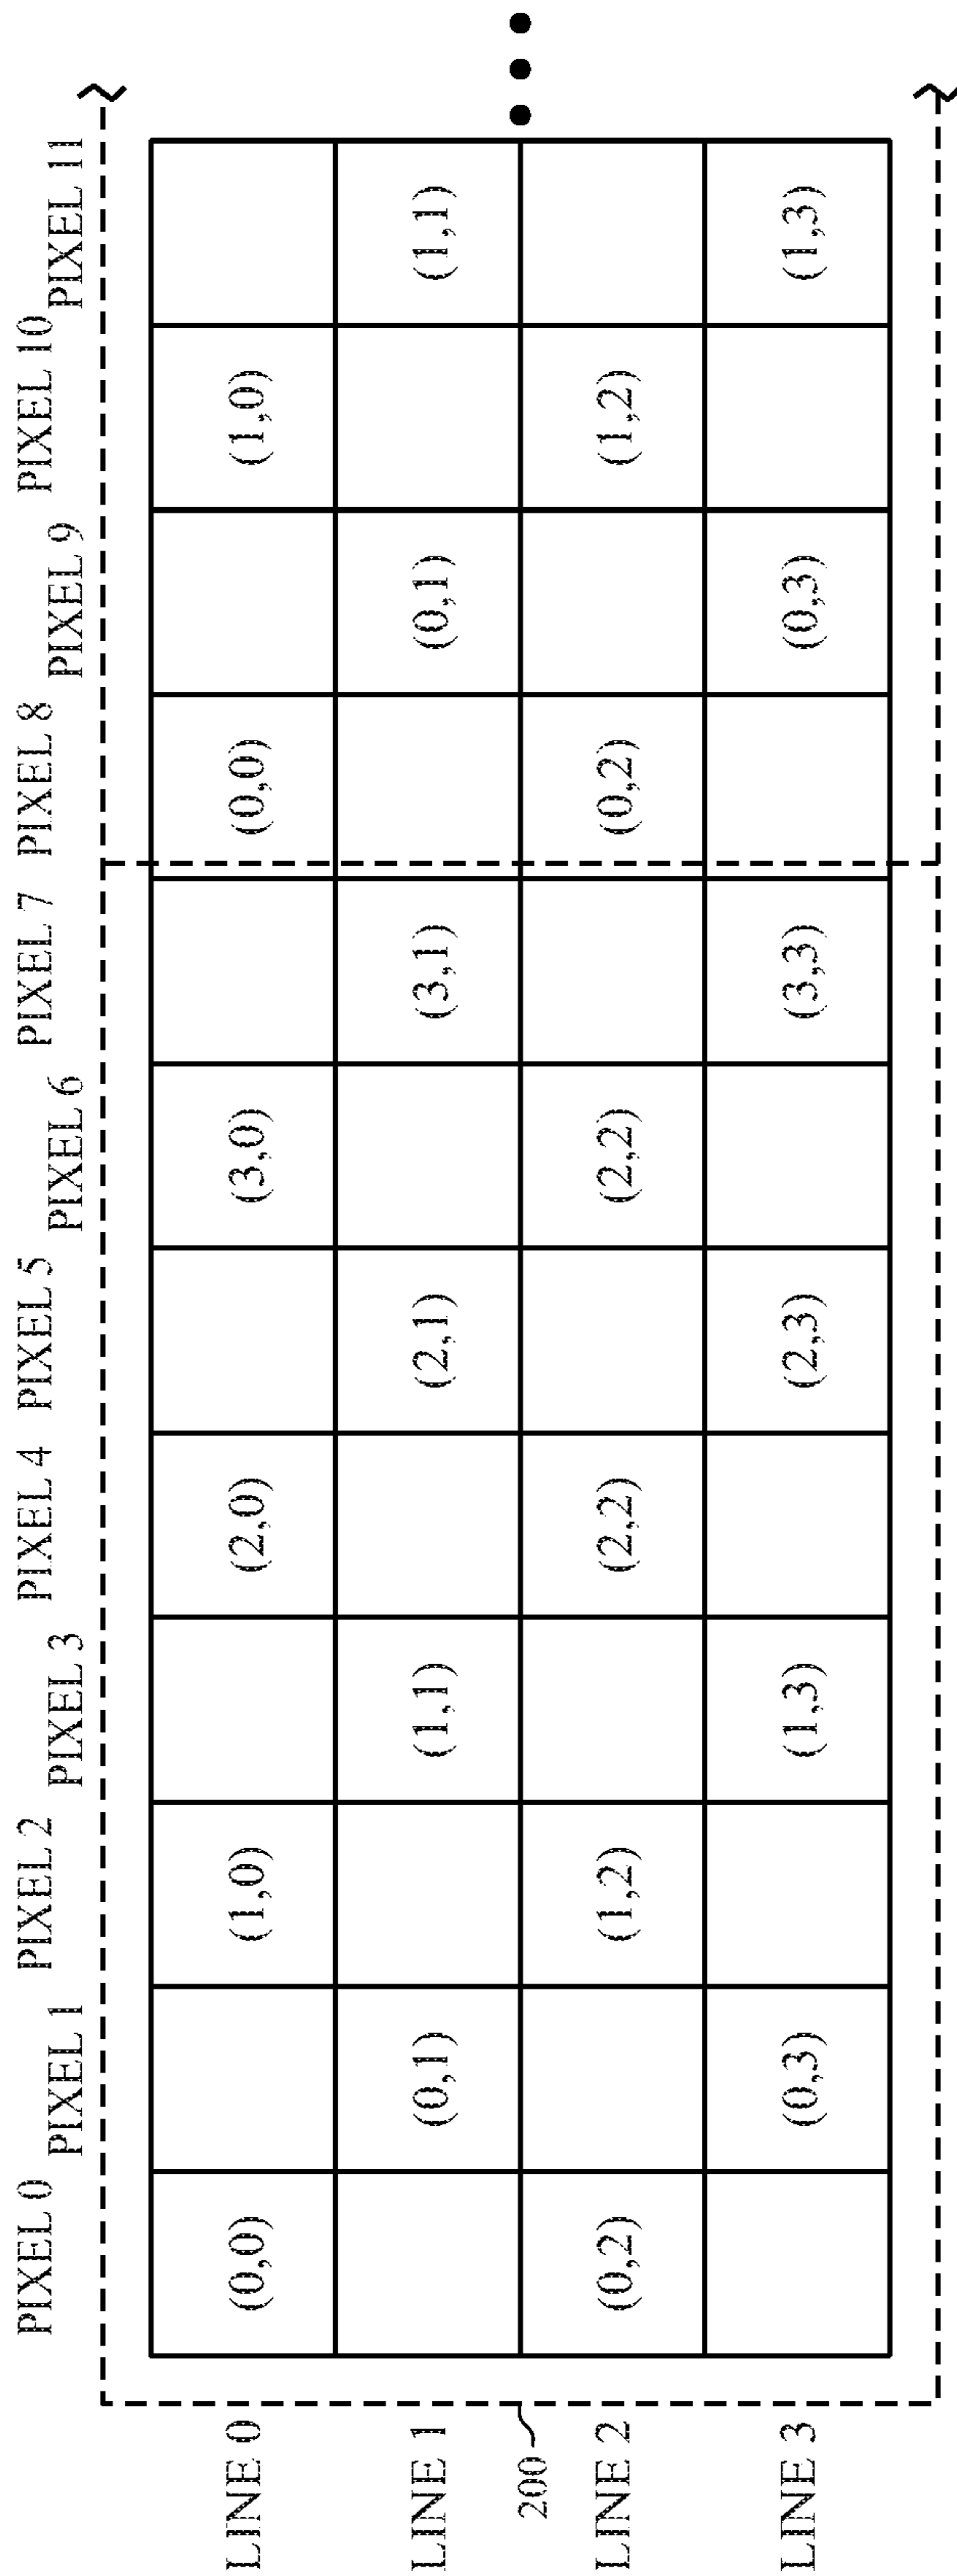 PIXEL 0 PIXEL 1 PIXEL 2 PIXEL 3 PIXEL 4 PIXEL 5 PIXEL 6 PIXEL 7 PIXEL 8 PIXEL 9 PIXEL 10 PIXEL 11
LINE 0 (0,0) (1,0) (2,0) (3,0) (0,0) (1,0)
LINE 1 (0,1) (1,1) (2,1) (3,1) (0,1) (1,1)
200
LINE 2 (0,2) (1,2) (2,2) (2,2) (0,2) (1,2)
LINE 3 (0,3) (1,3) (2,3) (3,3) (0,3) (1,3)